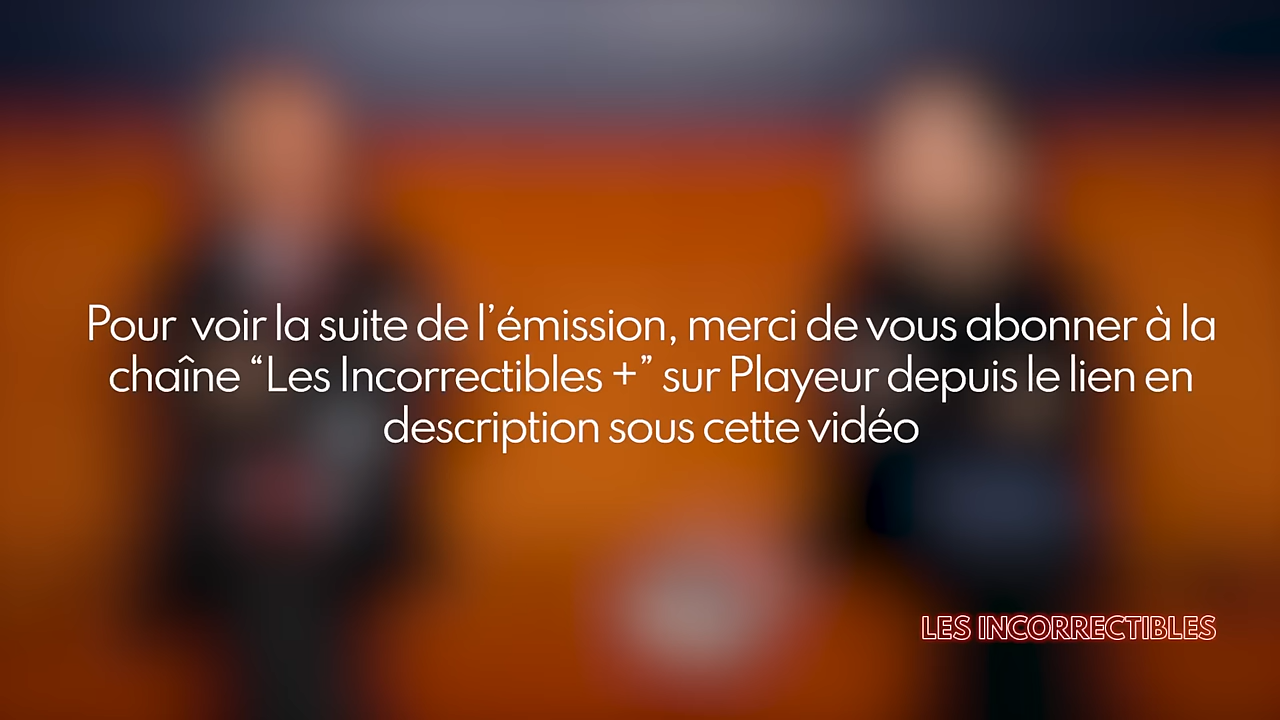 Pour voir la suite de l’émission, merci de vous abonner à la
chaîne “Les Incorrectibles +” sur Playeur depuis le lien en
description sous cette vidéo
LES INCORRECTIBLES